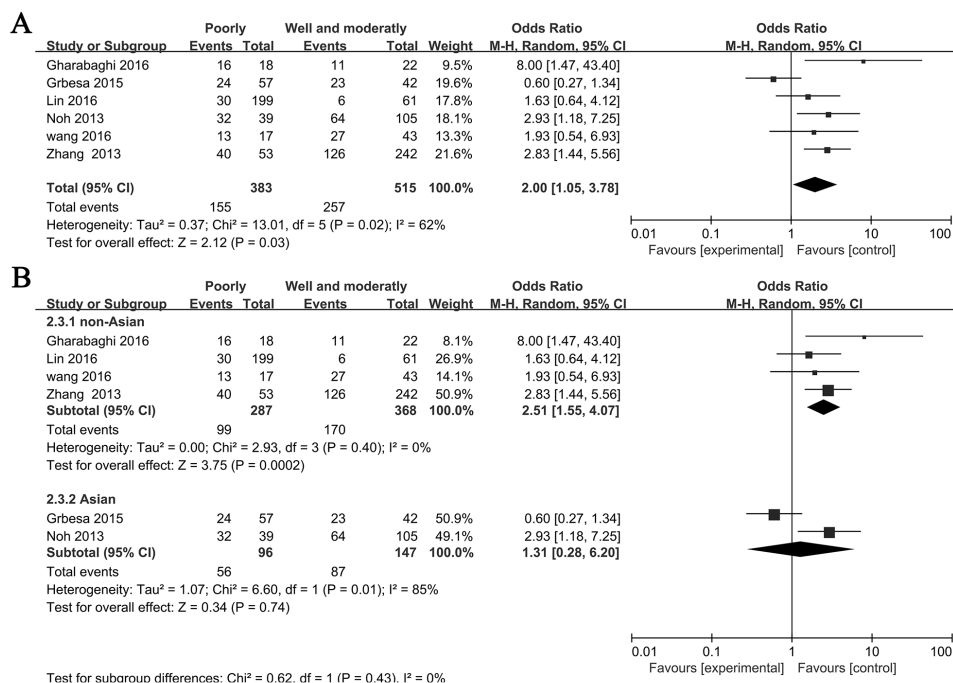 A
Poorly Well and moderatly Odds Ratio Odds Ratio
Study or Subgroup Events Total Events Total Weight M-H, Random, 95% CI M-H, Random, 95% CI
Gharabaghi 2016 16 18 11 22 9.5% 8.00 [1.47, 43.40]
Grbesa 2015 24 57 23 42 19.6% 0.60 [0.27, 1.34]
Lin 2016 30 199 6 61 17.8% 1.63 [0.64, 4.12]
Noh 2013 32 39 64 105 18.1% 2.93 [1.18, 7.25]
wang 2016 13 17 27 43 13.3% 1.93 [0.54, 6.93]
Zhang 2013 40 53 126 242 21.6% 2.83 [1.44, 5.56]
Total (95% CI) 383 515 100.0% 2.00 [1.05, 3.78]
Total events 155 257
Heterogeneity: Tau² = 0.37; Chi² = 13.01, df = 5 (P = 0.02); I² = 62%
Test for overall effect: Z = 2.12 (P = 0.03)
0.01 0.1 1 10 100
Favours [experimental] Favours [control]
B
Poorly Well and moderatly Odds Ratio Odds Ratio
Study or Subgroup Events Total Events Total Weight M-H, Random, 95% CI M-H, Random, 95% CI
2.3.1 non-Asian
Gharabaghi 2016 16 18 11 22 8.1% 8.00 [1.47, 43.40]
Lin 2016 30 199 6 61 26.9% 1.63 [0.64, 4.12]
wang 2016 13 17 27 43 14.1% 1.93 [0.54, 6.93]
Zhang 2013 40 53 126 242 50.9% 2.83 [1.44, 5.56]
Subtotal (95% CI) 287 368 100.0% 2.51 [1.55, 4.07]
Total events 99 170
Heterogeneity: Tau² = 0.00; Chi² = 2.93, df = 3 (P = 0.40); I² = 0%
Test for overall effect: Z = 3.75 (P = 0.0002)
2.3.2 Asian
Grbesa 2015 24 57 23 42 50.9% 0.60 [0.27, 1.34]
Noh 2013 32 39 64 105 49.1% 2.93 [1.18, 7.25]
Subtotal (95% CI) 96 147 100.0% 1.31 [0.28, 6.20]
Total events 56 87
Heterogeneity: Tau² = 1.07; Chi² = 6.60, df = 1 (P = 0.01); I² = 85%
Test for overall effect: Z = 0.34 (P = 0.74)
0.01 0.1 1 10 100
Favours [experimental] Favours [control]
Test for subgroup differences: Chi² = 0.62, df = 1 (P = 0.43), I² = 0%